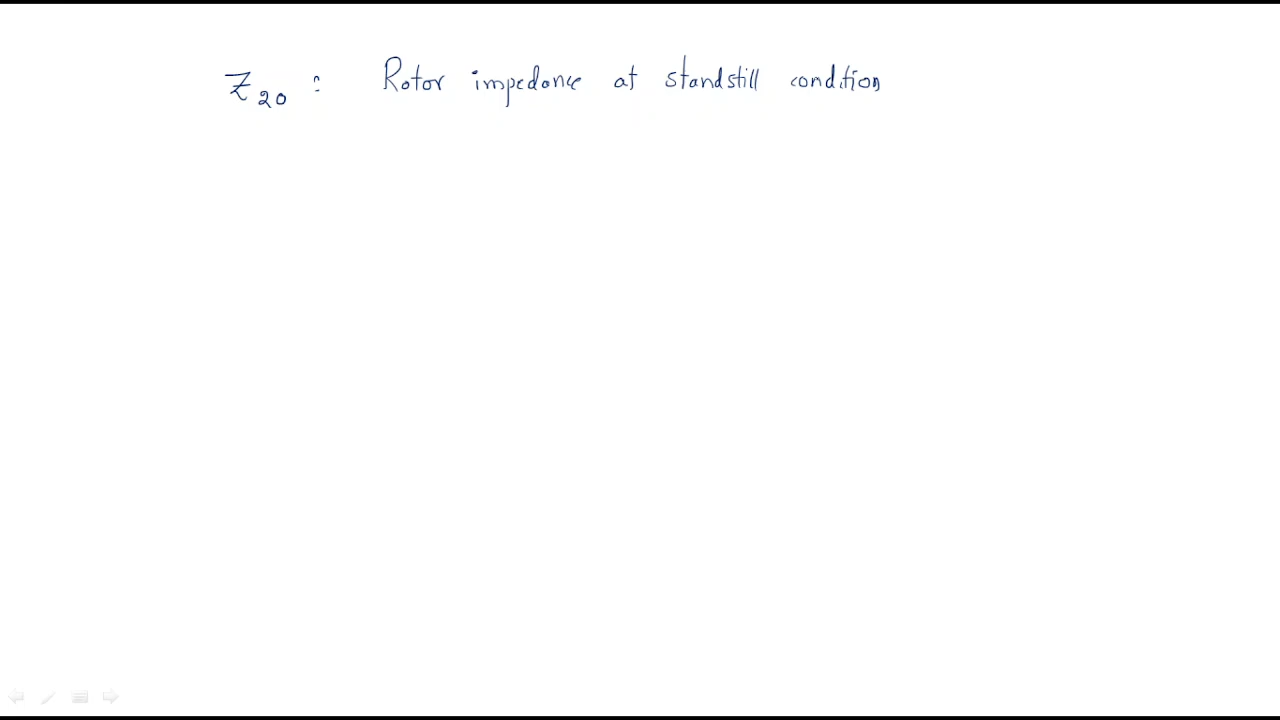 Z₂₀ : Rotor impedance at standstill condition